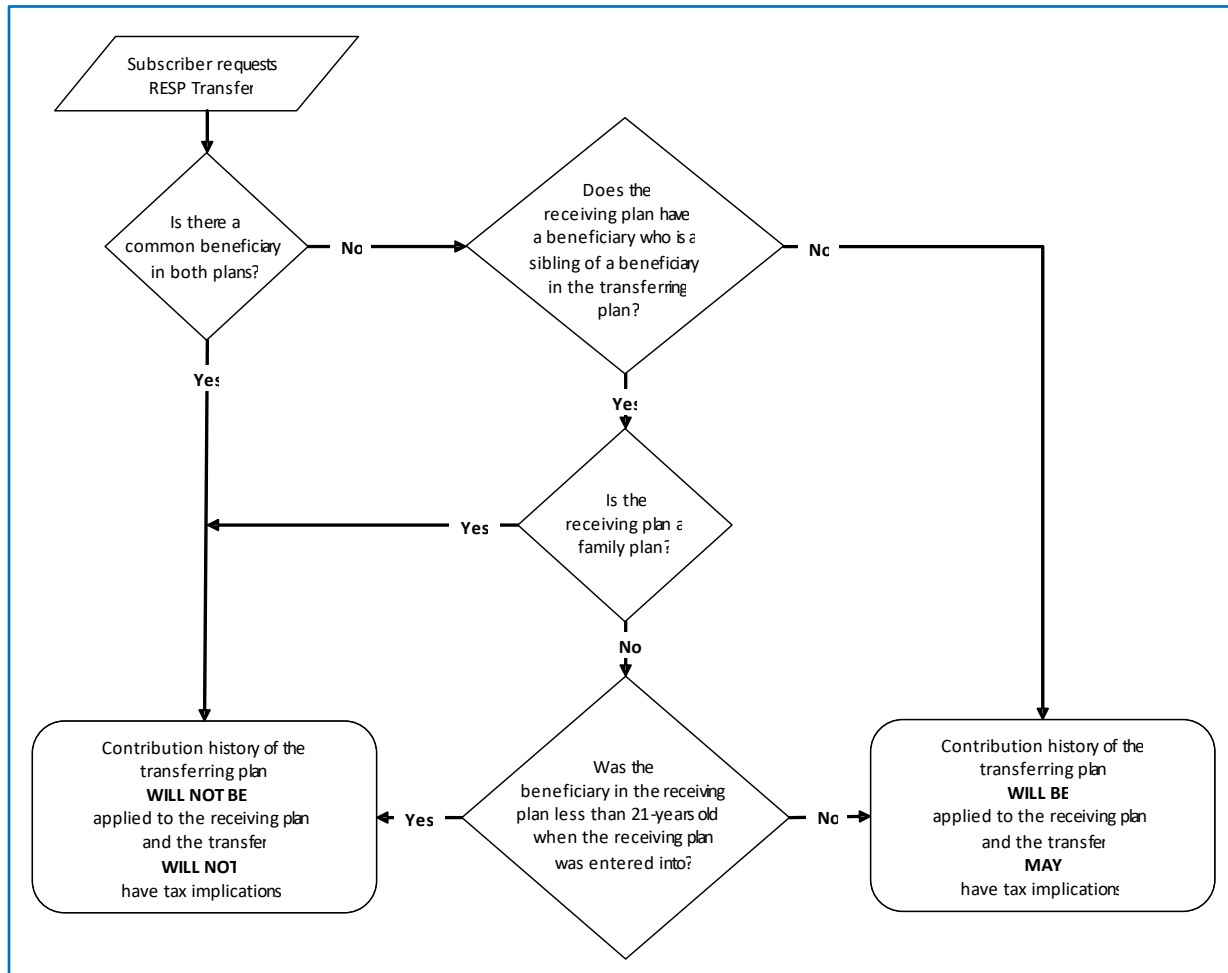 Subscriber requests
RESP Transfer
Is there a
common beneficiary
in both plans?
No
Does the
receiving plan have
a beneficiary who is a
sibling of a beneficiary
in the transferring
plan?
No
Yes
Yes
Is the
receiving plan a
family plan?
Yes
No
Contribution history of the
transferring plan
WILL NOT BE
applied to the receiving plan
and the transfer
WILL NOT
have tax implications
Yes
Was the
beneficiary in the receiving
plan less than 21-years old
when the receiving plan
was entered into?
No
Contribution history of the
transferring plan
WILL BE
applied to the receiving plan
and the transfer
MAY
have tax implications